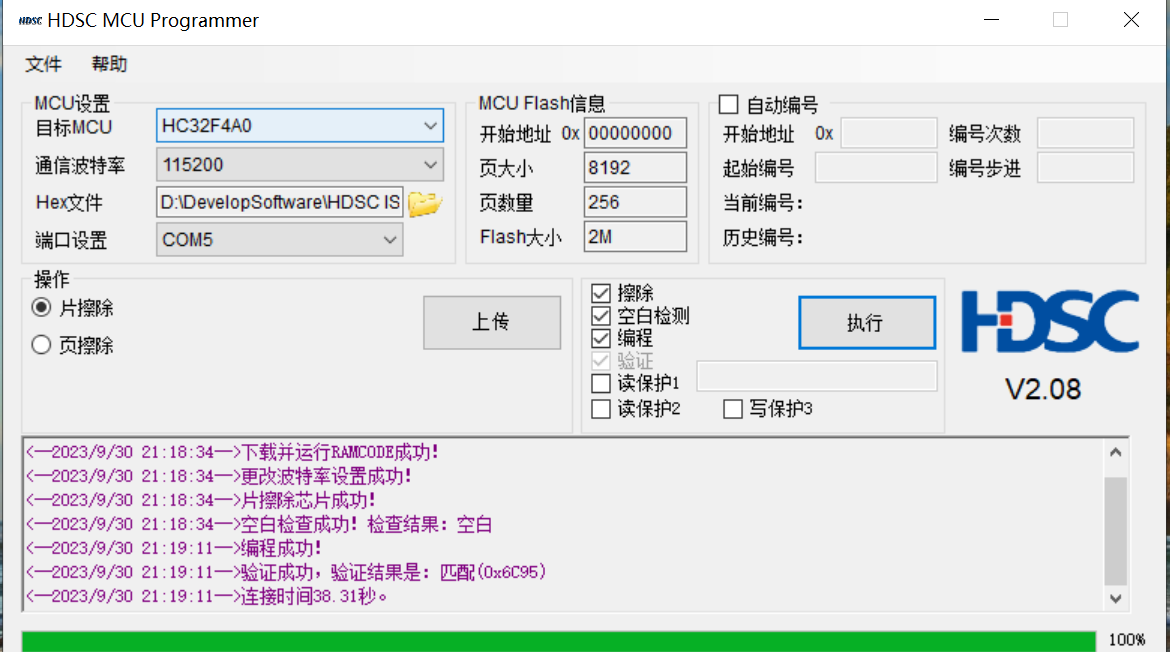 HDSC HDSC MCU Programmer
文件 帮助
MCU设置
目标MCU HC32F4A0
通信波特率 115200
Hex文件 D:\DevelopSoftware\HDSC IS
端口设置 COM5
MCU Flash信息
开始地址 0x 00000000
页大小 8192
页数量 256
Flash大小 2M
自动编号
开始地址 0x 编号次数
起始编号 编号步进
当前编号：
历史编号：
操作
片擦除
页擦除
上传
擦除
空白检测
编程
验证
读保护1
读保护2 写保护3
执行
HDSC
V2.08
<—2023/9/30 21:18:34—>下载并运行RAMCODE成功!
<—2023/9/30 21:18:34—>更改波特率设置成功!
<—2023/9/30 21:18:34—>片擦除芯片成功!
<—2023/9/30 21:18:34—>空白检查成功! 检查结果: 空白
<—2023/9/30 21:19:11—>编程成功!
<—2023/9/30 21:19:11—>验证成功，验证结果是: 匹配(0x6C95)
<—2023/9/30 21:19:11—>连接时间38.31秒。
100%